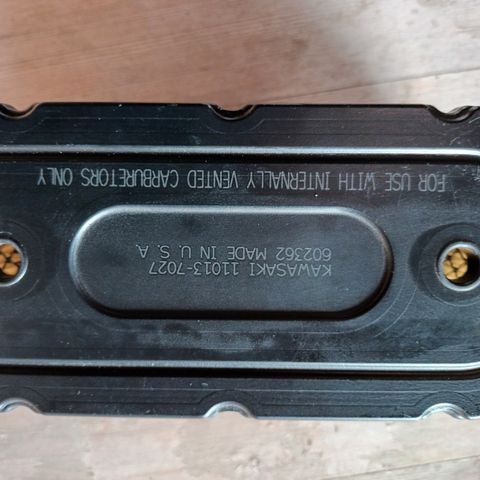 KAWASAKI 11013-7027
602362 MADE IN U. S. A.
FOR USE WITH INTERNALLY VENTED CARBURETORS ONLY